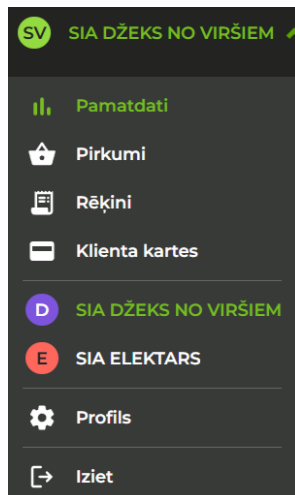 SV SIA DŽEKS NO VIRŠIEM
Pamatdati
Pirkumi
Rēķini
Klienta kartes
D SIA DŽEKS NO VIRŠIEM
E SIA ELEKTARS
Profils
Iziet